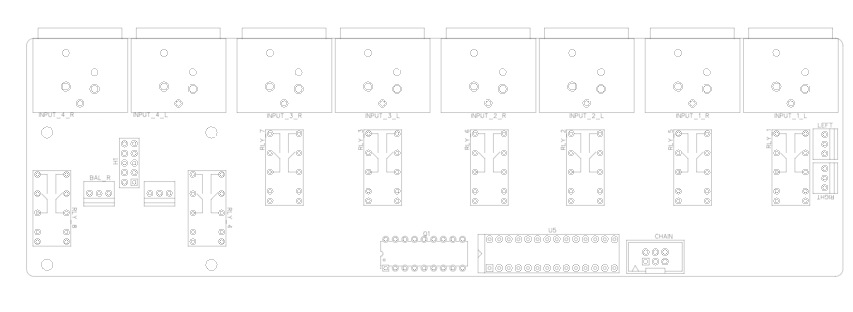 INPUT_4_R
INPUT_4_L
INPUT_3_R
INPUT_3_L
INPUT_2_R
INPUT_2_L
INPUT_1_R
INPUT_1_L
LEFT
RIGHT
BAL_R
RLY_8
RLY_4
RLY_7
RLY_3
RLY_6
RLY_2
RLY_5
RLY_1
Q1
U5
CHAIN